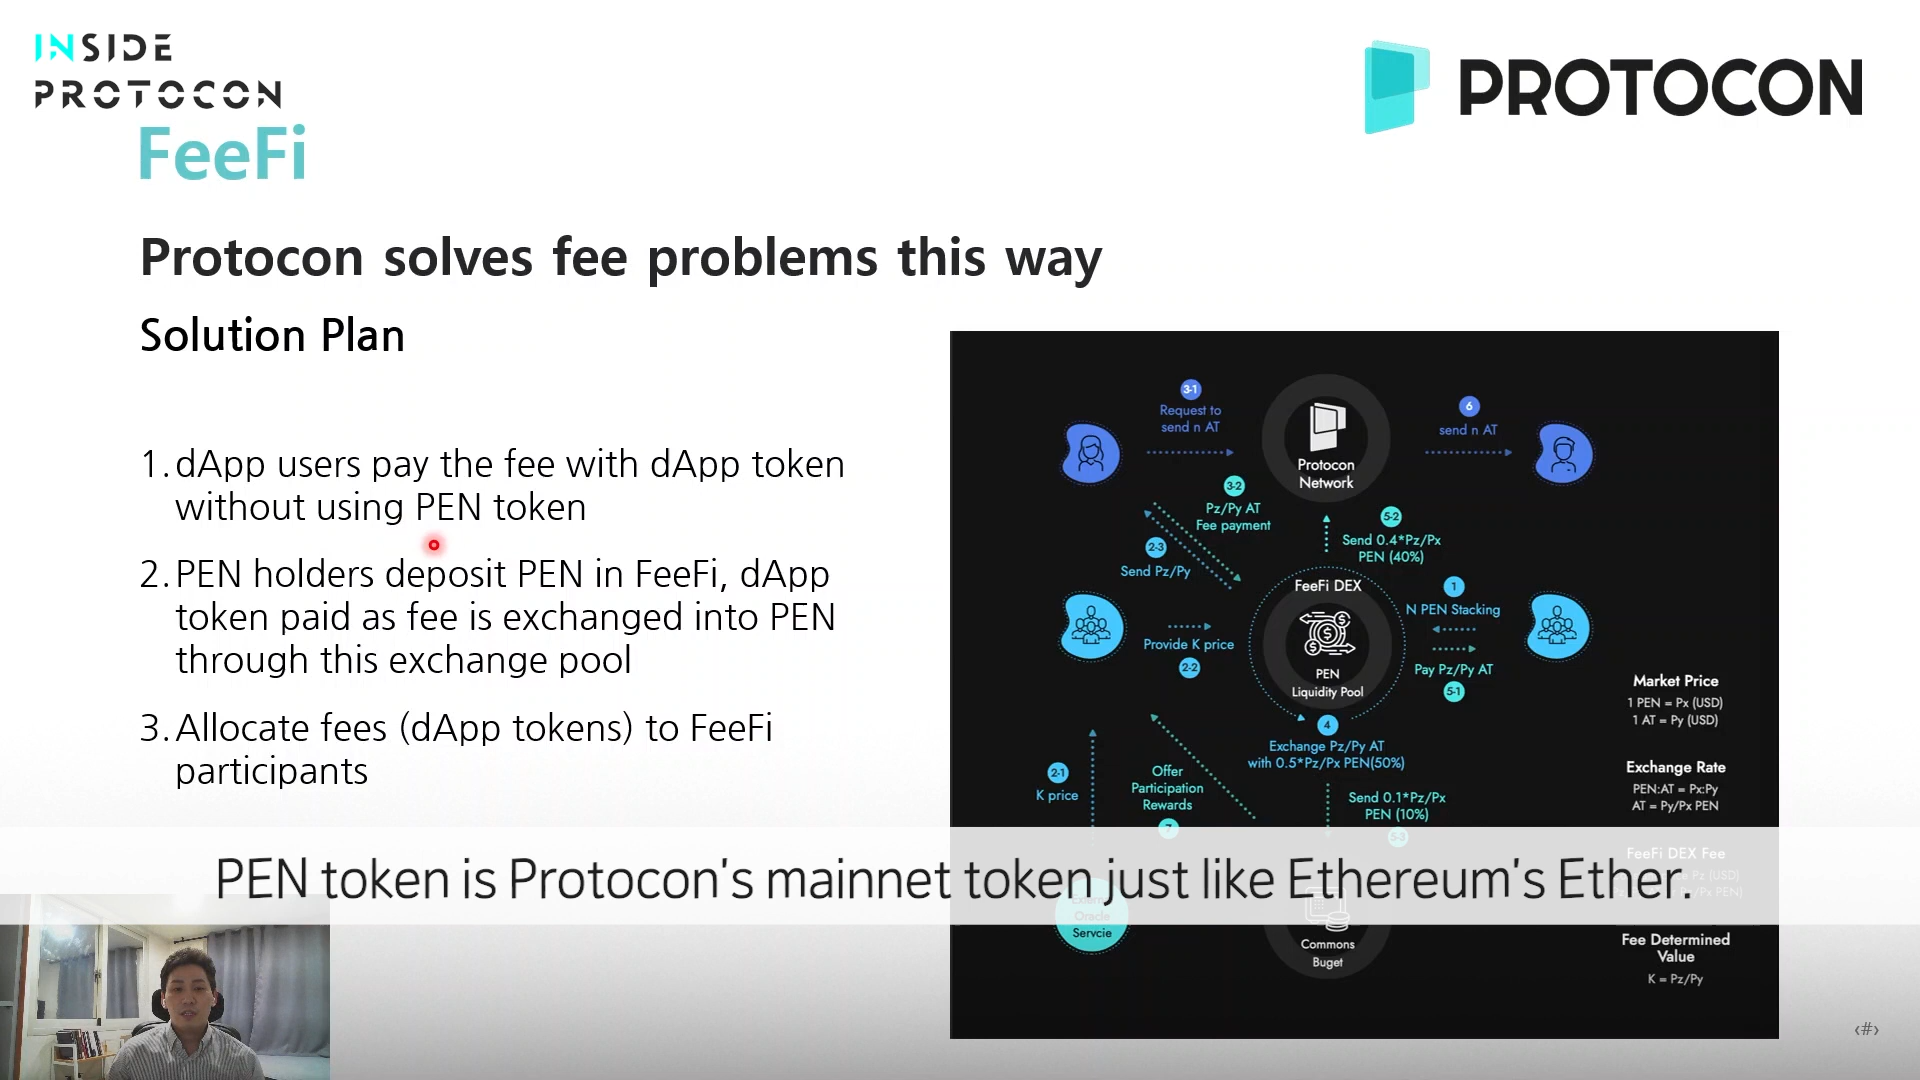 INSIDE
PROTOCON
PROTOCON
FeeFi
Protocon solves fee problems this way
Solution Plan
1. dApp users pay the fee with dApp token
without using PEN token
2. PEN holders deposit PEN in FeeFi, dApp
token paid as fee is exchanged into PEN
through this exchange pool
3. Allocate fees (dApp tokens) to FeeFi
participants
3-1
Request to
send n AT
Protocon
Network
6
send n AT
3-2
Pz/Py AT
Fee payment
2-3
Send Pz/Py
5-2
Send 0.4*Pz/Px
PEN (40%)
FeeFi DEX
PEN
Liquidity Pool
1
N PEN Stacking
Pay Pz/Py AT
5-1
Provide K price
2-2
4
Exchange Pz/Py AT
with 0.5*Pz/Px PEN(50%)
2-1
K price
Offer
Participation
Rewards
7
Send 0.1*Pz/Px
PEN (10%)
5-3
Market Price
1 PEN = Px (USD)
1 AT = Py (USD)
Exchange Rate
PEN:AT = Px:Py
AT = Py/Px PEN
FeeFi DEX Fee
PEN token is Protocon's mainnet token just like Ethereum's Ether.
Oracle
Servcie
Commons
Buget
Fee Determined
Value
K = Pz/Py
‹#›